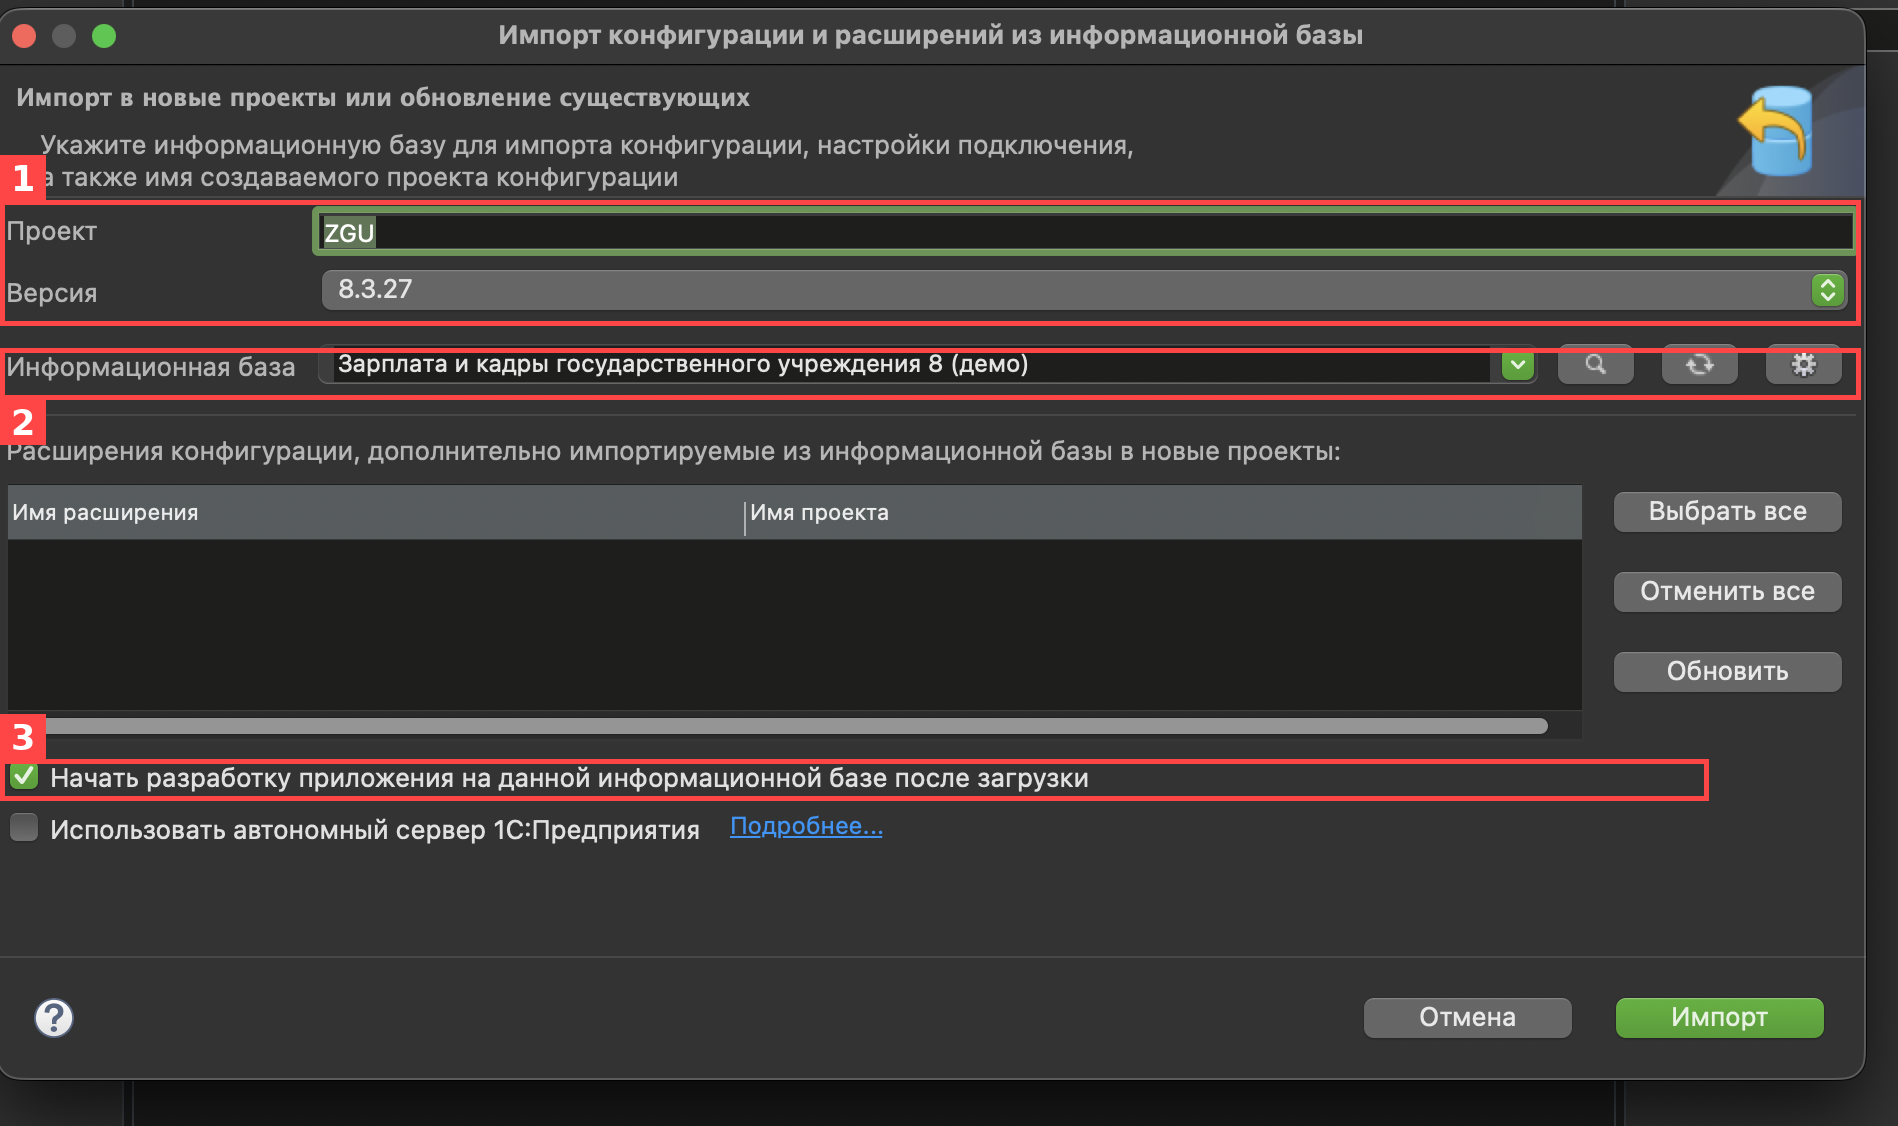 Импорт конфигурации и расширений из информационной базы
Импорт в новые проекты или обновление существующих
Укажите информационную базу для импорта конфигурации, настройки подключения,
а также имя создаваемого проекта конфигурации
1
Проект ZGU
Версия 8.3.27
Информационная база Зарплата и кадры государственного учреждения 8 (демо)
2
Расширения конфигурации, дополнительно импортируемые из информационной базы в новые проекты:
Имя расширения Имя проекта
Выбрать все
Отменить все
Обновить
3
Начать разработку приложения на данной информационной базе после загрузки
Использовать автономный сервер 1С:Предприятия Подробнее...
?
Отмена Импорт